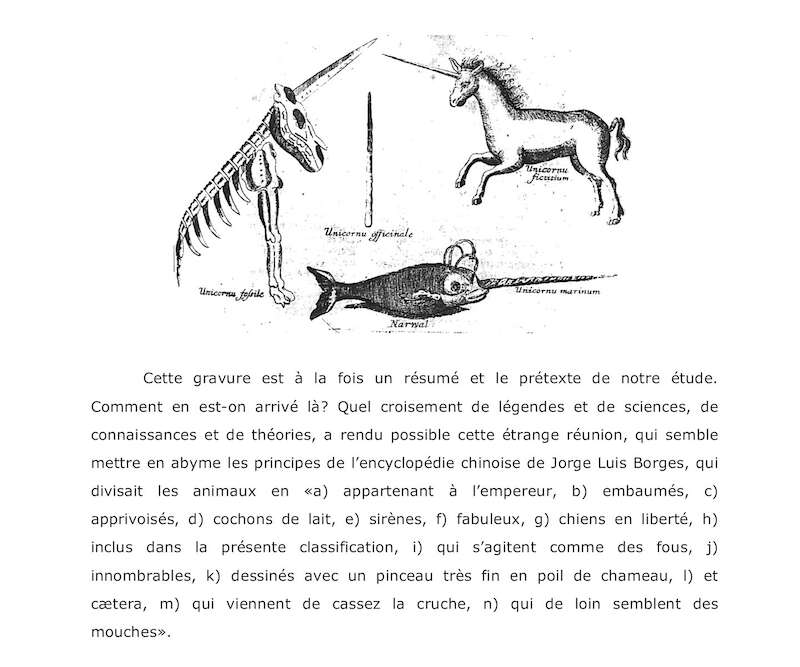 Unicornu fictitium
Unicornu officinale
Unicornu fossile
Unicornu marinum
Narwal
Cette gravure est à la fois un résumé et le prétexte de notre étude.
Comment en est-on arrivé là? Quel croisement de légendes et de sciences, de
connaissances et de théories, a rendu possible cette étrange réunion, qui semble
mettre en abyme les principes de l’encyclopédie chinoise de Jorge Luis Borges, qui
divisait les animaux en «a) appartenant à l’empereur, b) embaumés, c)
apprivoisés, d) cochons de lait, e) sirènes, f) fabuleux, g) chiens en liberté, h)
inclus dans la présente classification, i) qui s’agitent comme des fous, j)
innombrables, k) dessinés avec un pinceau très fin en poil de chameau, l) et
cætera, m) qui viennent de cassez la cruche, n) qui de loin semblent des
mouches».